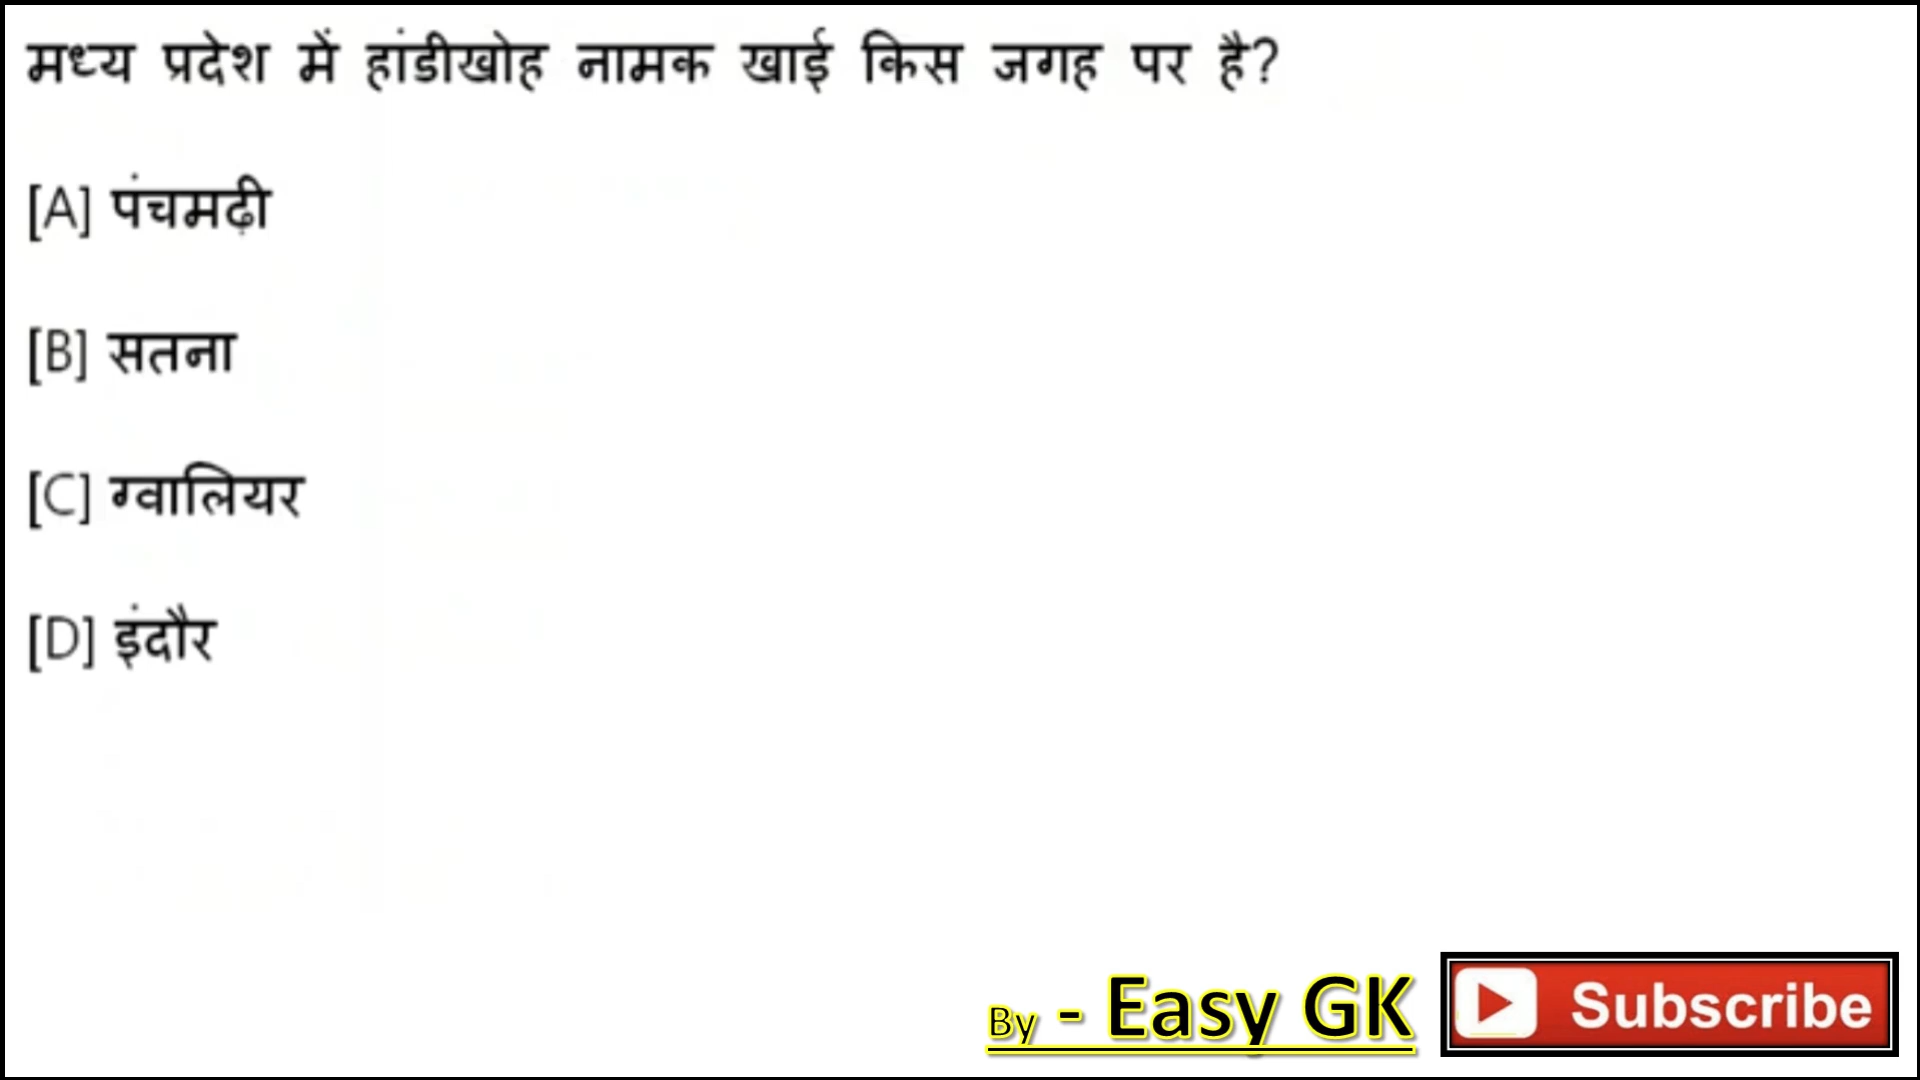 मध्य प्रदेश में हांडीखोह नामक खाई किस जगह पर है?
[A] पंचमढ़ी
[B] सतना
[C] ग्वालियर
[D] इंदौर
By - Easy GK
Subscribe